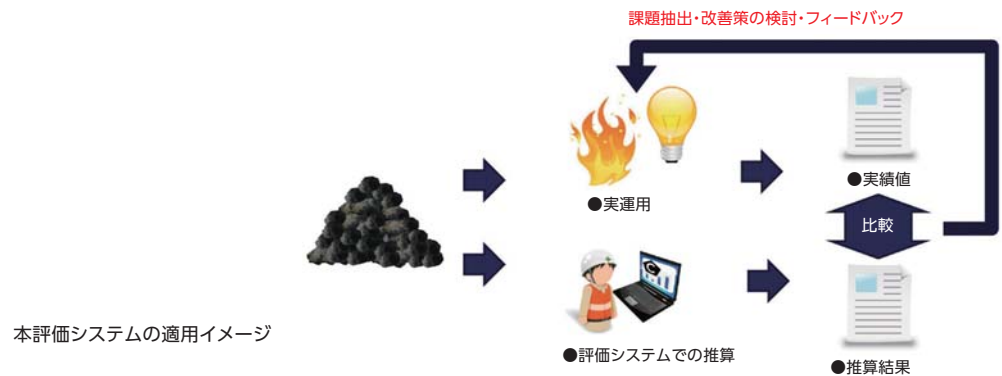 課題抽出・改善策の検討・フィードバック
●実績値
●実運用
比較
本評価システムの適用イメージ
●評価システムでの推算
●推算結果